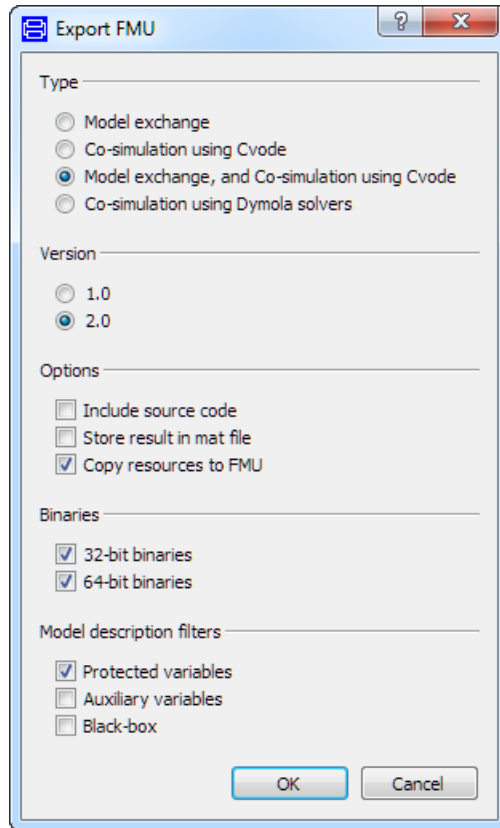 Export FMU
?
Type
Model exchange
Co-simulation using Cvode
Model exchange, and Co-simulation using Cvode
Co-simulation using Dymola solvers
Version
1.0
2.0
Options
Include source code
Store result in mat file
Copy resources to FMU
Binaries
32-bit binaries
64-bit binaries
Model description filters
Protected variables
Auxiliary variables
Black-box
OK Cancel